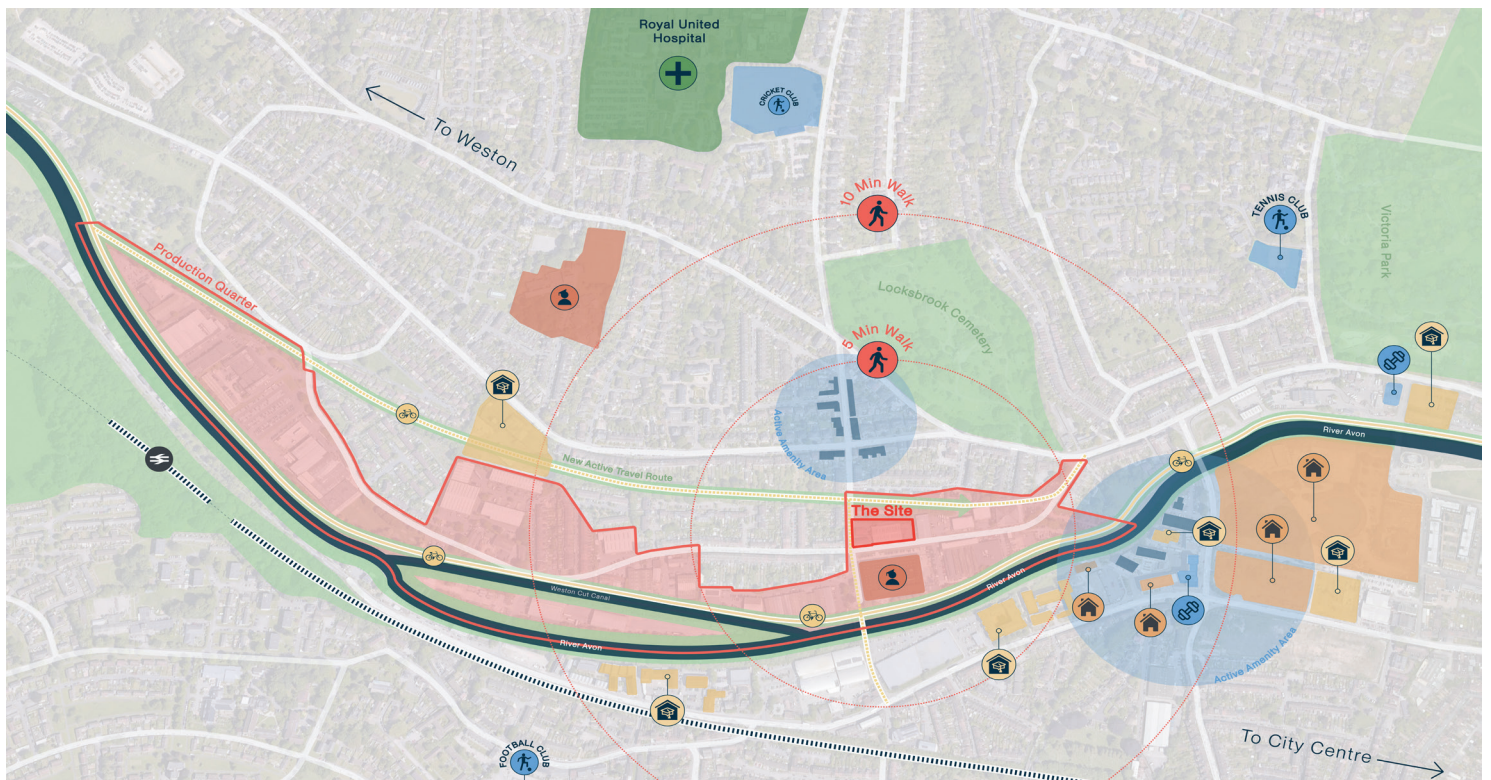 Royal United
Hospital
CRICKET CLUB
To Weston
10 Min Walk
TENNIS CLUB
Victoria Park
Production Quarter
Looksbrook Cemetery
5 Min Walk
Active Amenity Area
River Avon
New Active Travel Route
The Site
Weston Cut Canal
River Avon
River Avon
Active Amenity Area
To City Centre
FOOTBALL CLUB